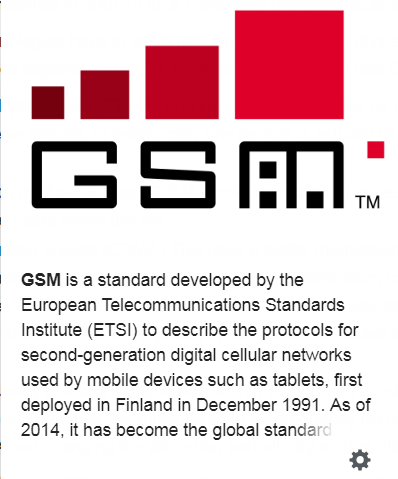 GSM TM
GSM is a standard developed by the
European Telecommunications Standards
Institute (ETSI) to describe the protocols for
second-generation digital cellular networks
used by mobile devices such as tablets, first
deployed in Finland in December 1991. As of
2014, it has become the global standard